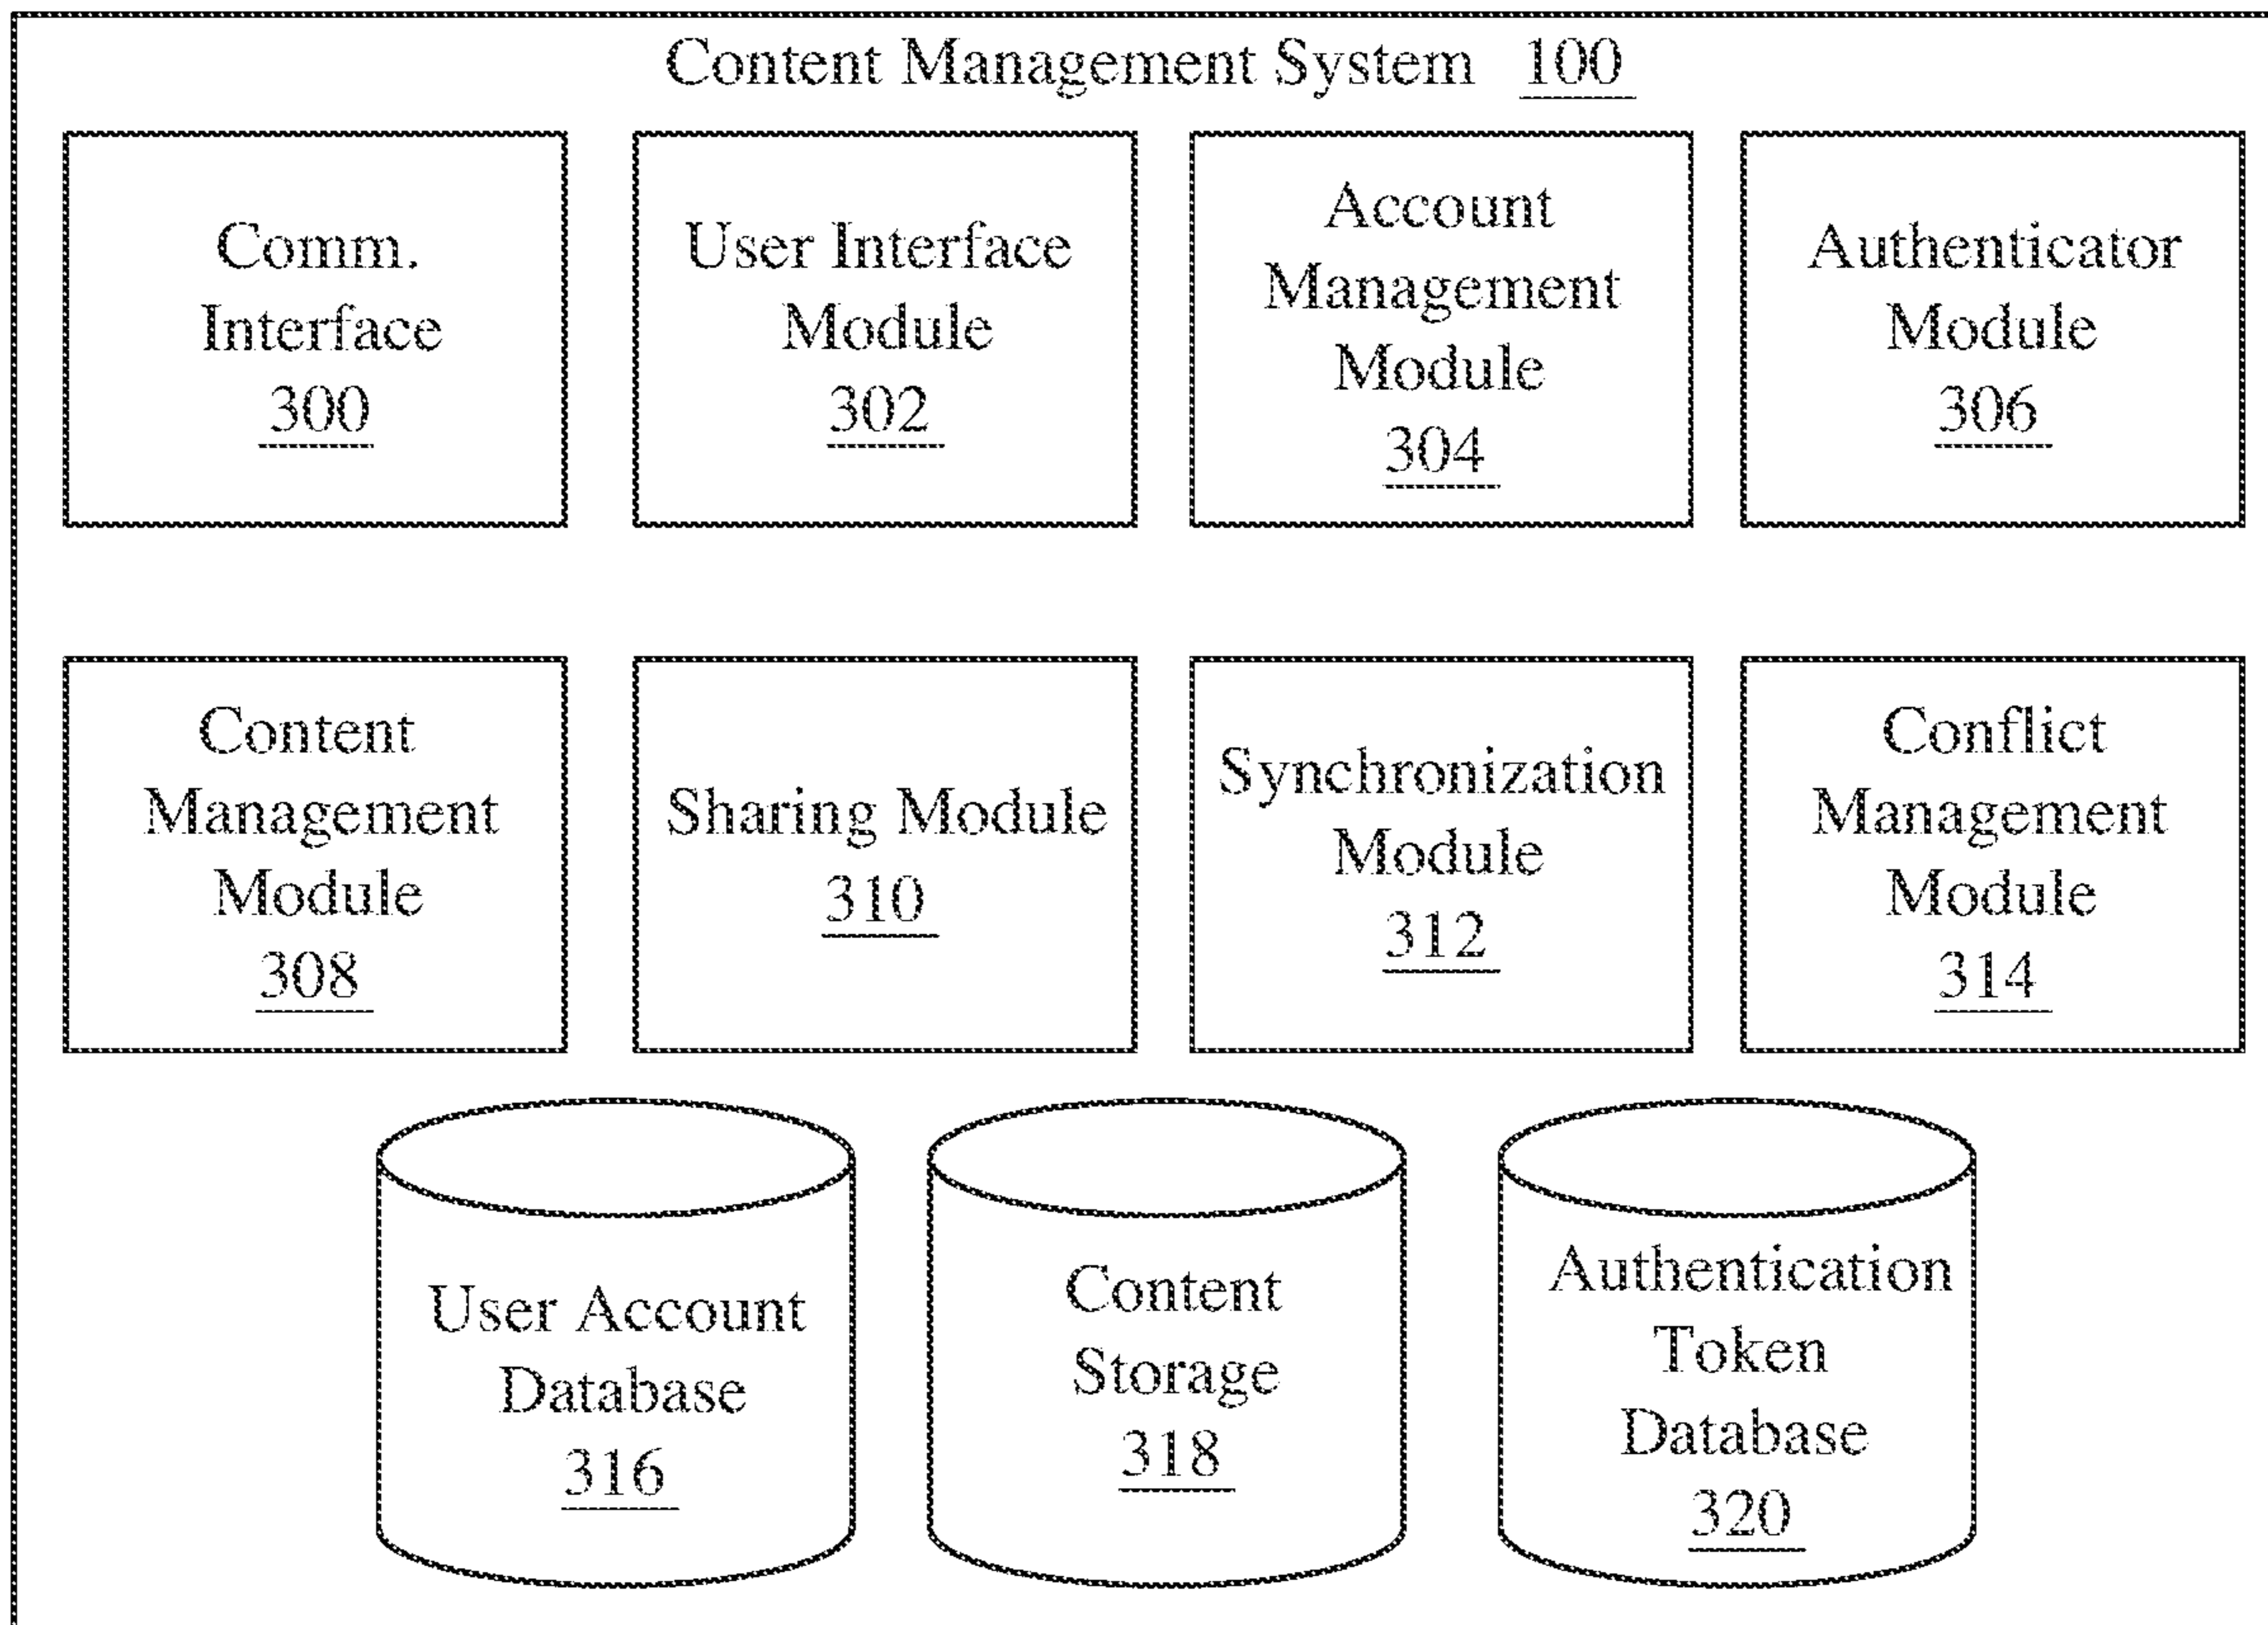 Content Management System 100
Comm.
Interface
300
User Interface
Module
302
Account
Management
Module
304
Authenticator
Module
306
Content
Management
Module
308
Sharing Module
310
Synchronization
Module
312
Conflict
Management
Module
314
User Account
Database
316
Content
Storage
318
Authentication
Token
Database
320